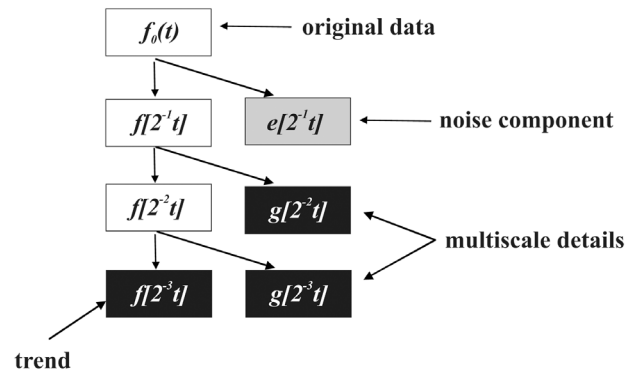 f₀(t)
original data
f[2⁻¹t]
e[2⁻¹t]
noise component
f[2⁻²t]
g[2⁻²t]
multiscale details
f[2⁻³t]
g[2⁻³t]
trend